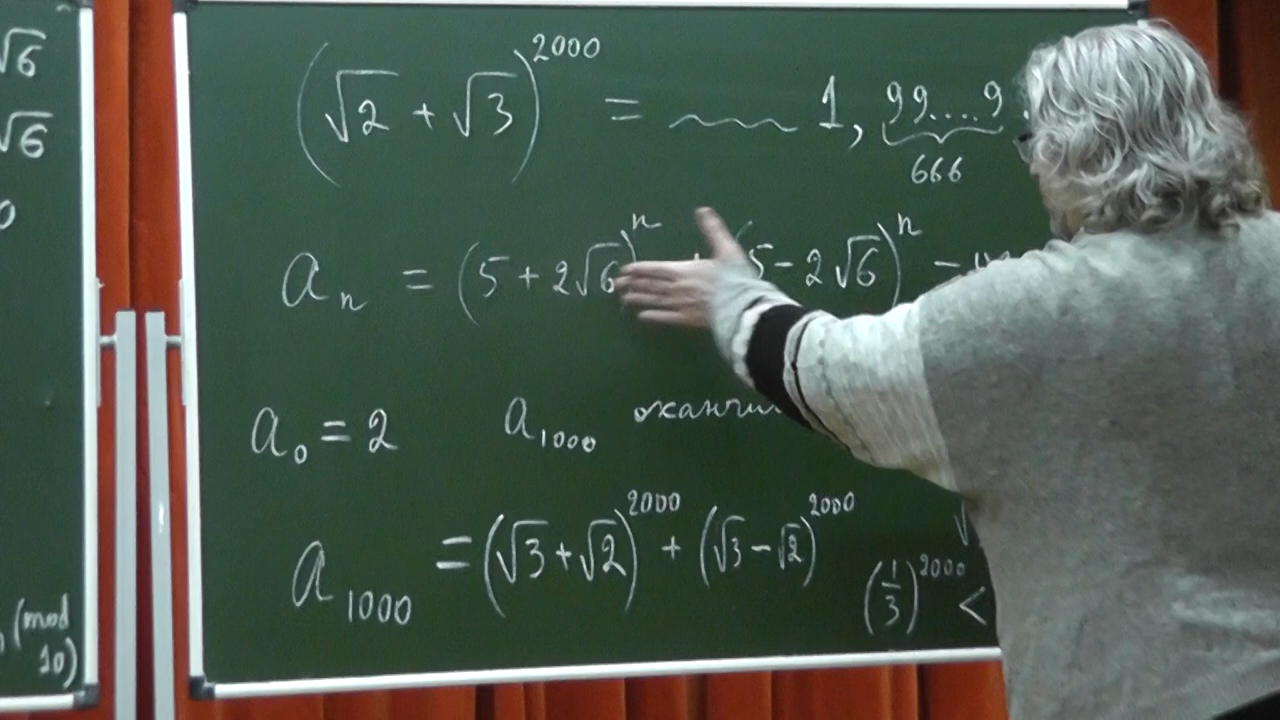 √6
√6
0
(mod
10)
(√2 + √3)^2000 = ~~~~ 1, 99....9
666
a_n = (5 + 2√6)^n + (5 - 2√6)^n -
a_0 = 2 a_1000
a_1000 = (√3 + √2)^2000 + (√3 - √2)^2000
(1/3)^2000 <